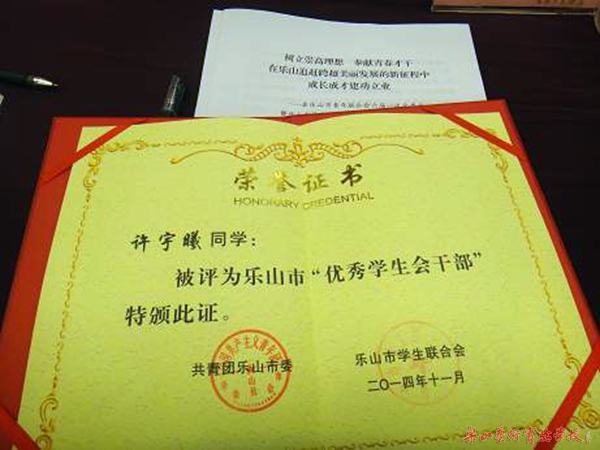 树立崇高理想 奉献青春才干
在乐山追赶跨越美丽发展的新征程中
成长成才建功立业
荣誉证书
HONORARY CREDENTIAL
许宇曦同学：
被评为乐山市“优秀学生会干部”
特颁此证。
共青团乐山市委
乐山市学生联合会
二〇一四年十一月